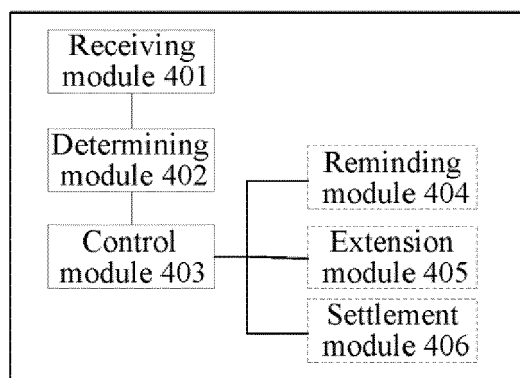 Receiving
module 401
Determining
module 402
Control
module 403
Reminding
module 404
Extension
module 405
Settlement
module 406